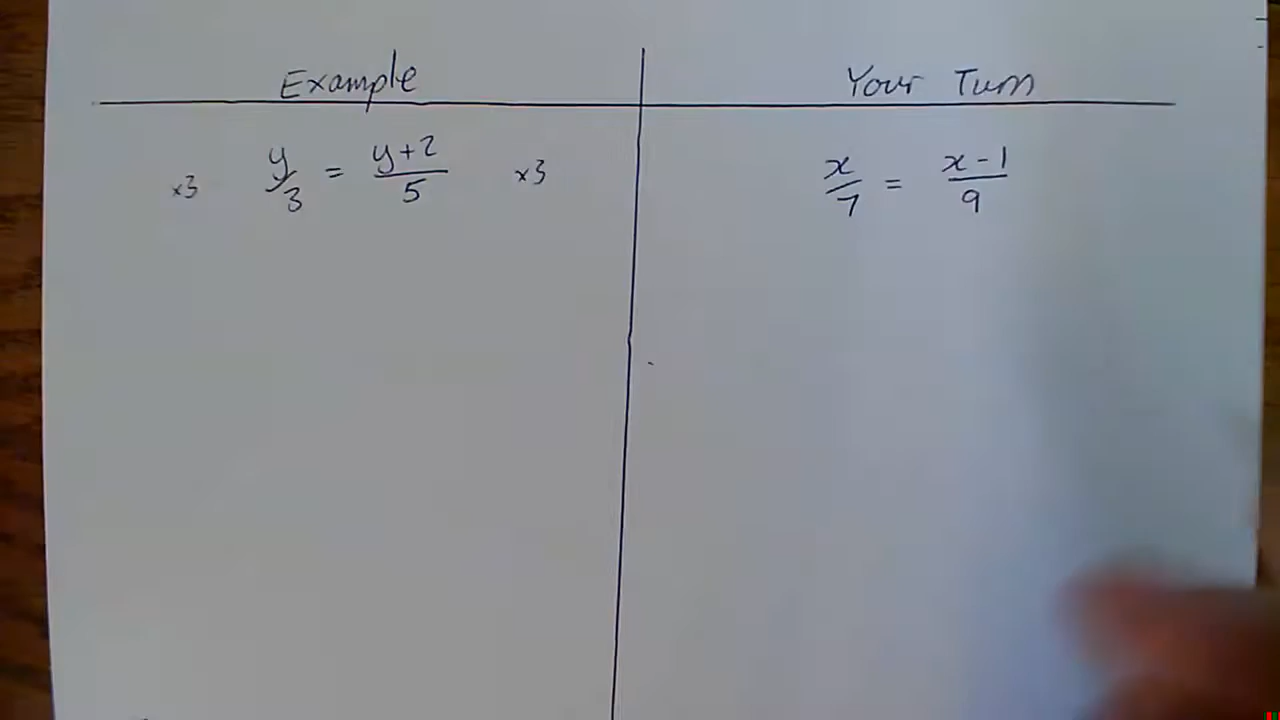 Example
×3 y/3 = (y+2)/5 ×3
Your Turn
x/7 = (x-1)/9